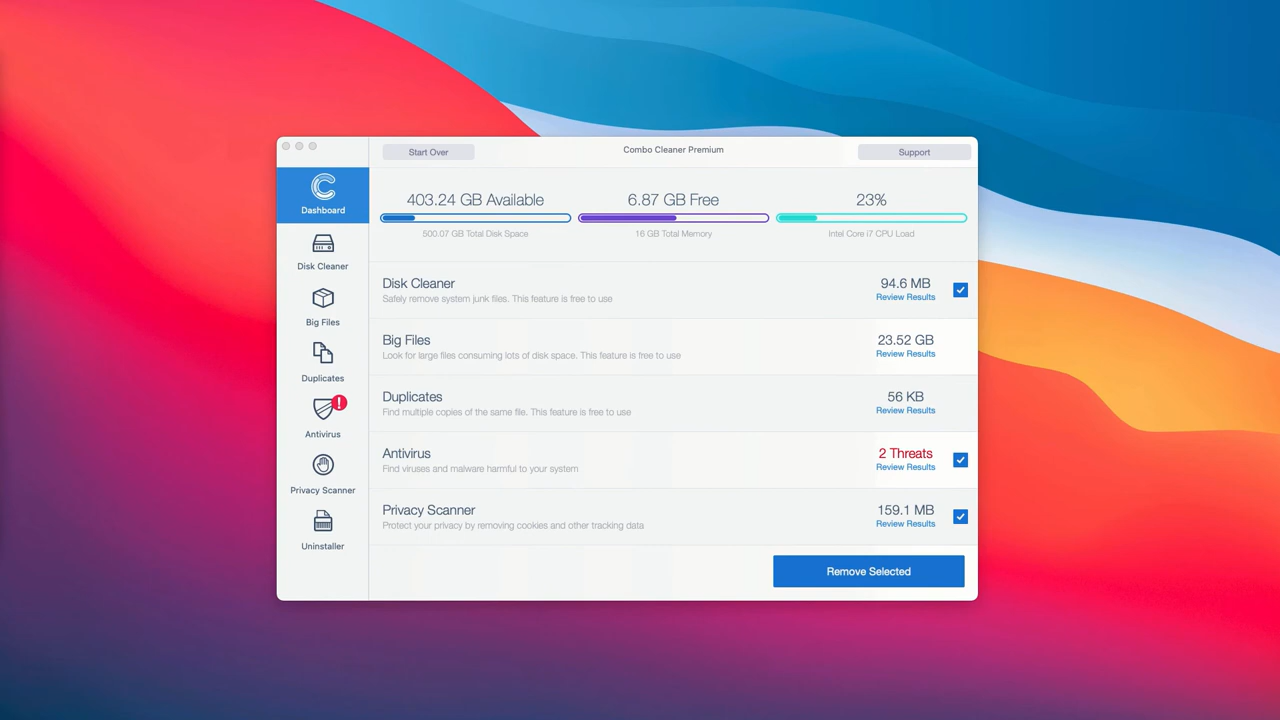 Start Over
Combo Cleaner Premium
Support
Dashboard
Disk Cleaner
Big Files
Duplicates
!
Antivirus
Privacy Scanner
Uninstaller
403.24 GB Available
500.07 GB Total Disk Space
6.87 GB Free
16 GB Total Memory
23%
Intel Core i7 CPU Load
Disk Cleaner
Safely remove system junk files. This feature is free to use
94.6 MB
Review Results
Big Files
Look for large files consuming lots of disk space. This feature is free to use
23.52 GB
Review Results
Duplicates
Find multiple copies of the same file. This feature is free to use
56 KB
Review Results
Antivirus
Find viruses and malware harmful to your system
2 Threats
Review Results
Privacy Scanner
Protect your privacy by removing cookies and other tracking data
159.1 MB
Review Results
Remove Selected